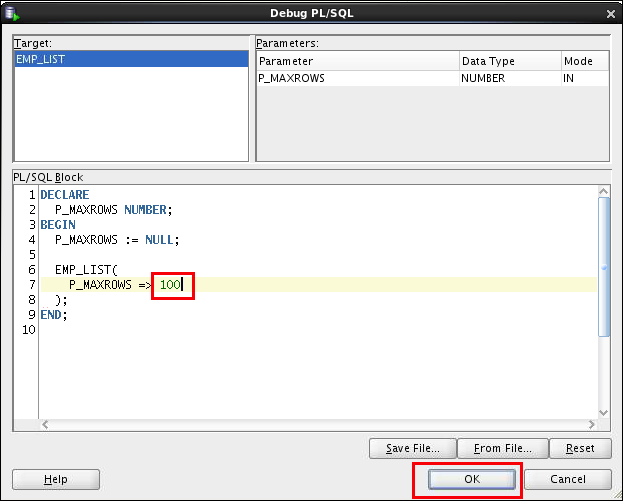 Debug PL/SQL
Target:
EMP_LIST
Parameters:
Parameter Data Type Mode
P_MAXROWS NUMBER IN
PL/SQL Block
1 DECLARE
2 P_MAXROWS NUMBER;
3 BEGIN
4 P_MAXROWS := NULL;
5
6 EMP_LIST(
7 P_MAXROWS => 100
8 );
9 END;
10
Save File... From File... Reset
Help OK Cancel